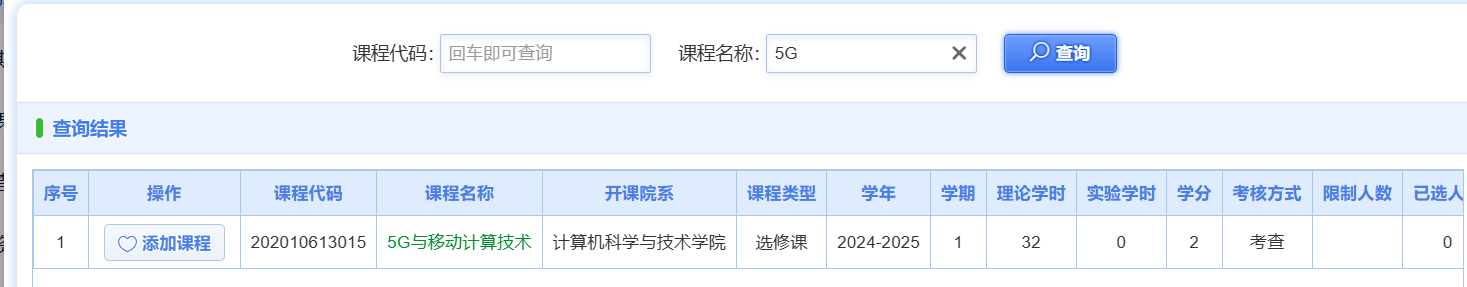 课程代码: 回车即可查询 课程名称: 5G 查询
查询结果
序号 操作 课程代码 课程名称 开课院系 课程类型 学年 学期 理论学时 实验学时 学分 考核方式 限制人数 已选人
1 添加课程 202010613015 5G与移动计算技术 计算机科学与技术学院 选修课 2024-2025 1 32 0 2 考查 0